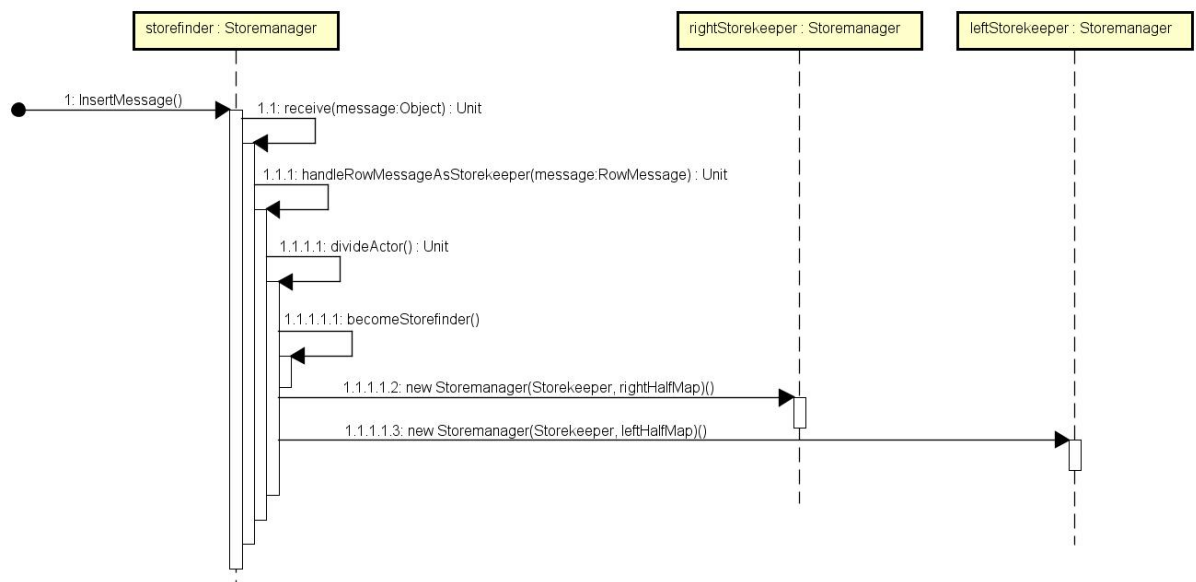 storefinder : Storemanager
rightStorekeeper : Storemanager
leftStorekeeper : Storemanager
1: InsertMessage()
1.1: receive(message:Object) : Unit
1.1.1: handleRowMessageAsStorekeeper(message:RowMessage) : Unit
1.1.1.1: divideActor() : Unit
1.1.1.1.1: becomeStorefinder()
1.1.1.1.2: new Storemanager(Storekeeper, rightHalfMap)()
1.1.1.1.3: new Storemanager(Storekeeper, leftHalfMap)()